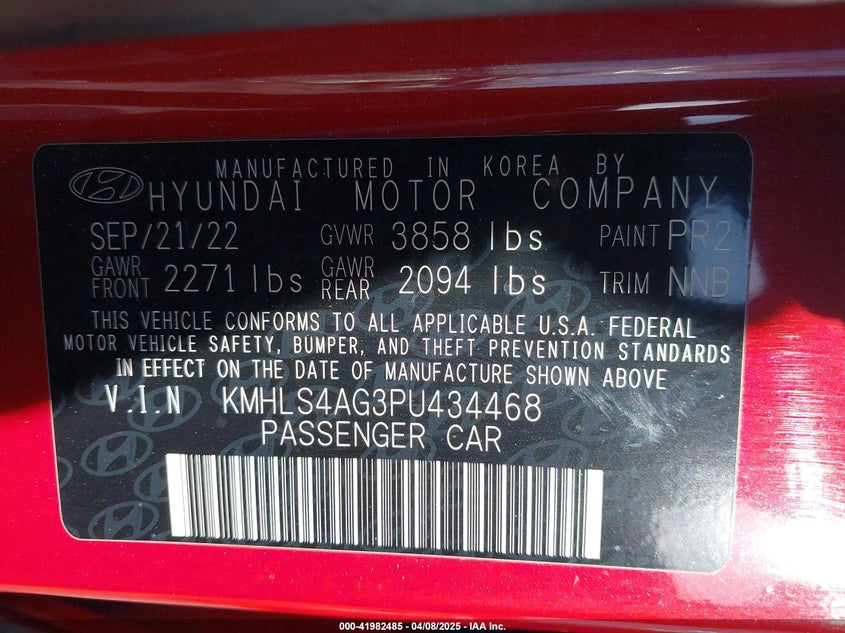 MANUFACTURED IN KOREA BY
HYUNDAI MOTOR COMPANY
SEP/21/22 GVWR 3858 lbs PAINT PR2
GAWR FRONT 2271 lbs GAWR REAR 2094 lbs TRIM NNB
THIS VEHICLE CONFORMS TO ALL APPLICABLE U.S.A. FEDERAL
MOTOR VEHICLE SAFETY, BUMPER, AND THEFT PREVENTION STANDARDS
IN EFFECT ON THE DATE OF MANUFACTURE SHOWN ABOVE
V.I.N KMHLS4AG3PU434468
PASSENGER CAR
000-41982485 - 04/08/2025 - IAA Inc.